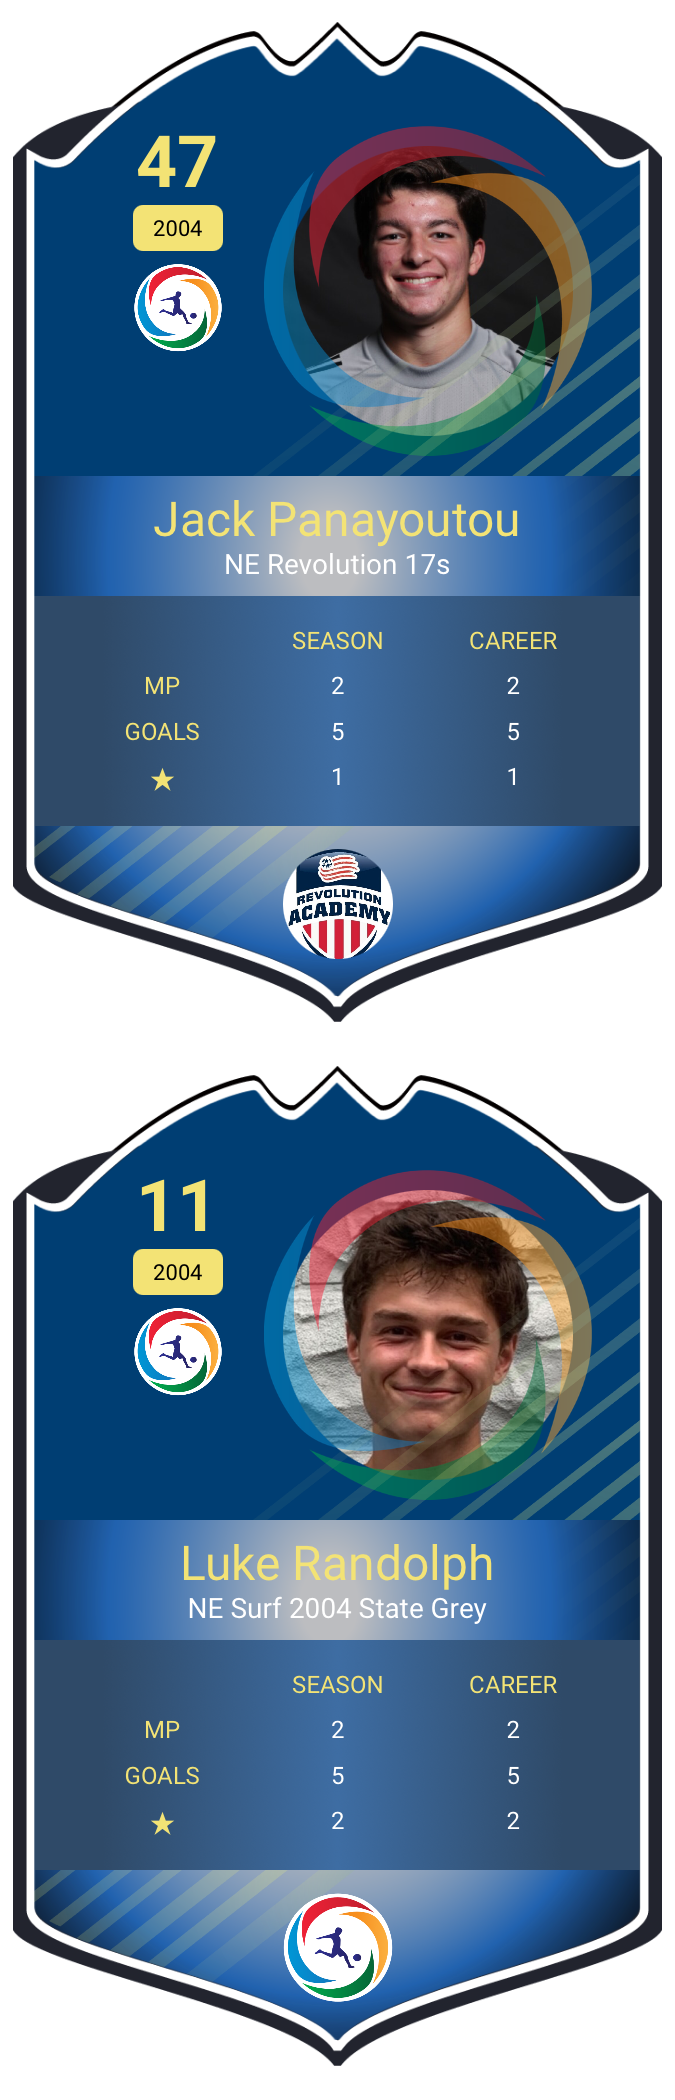 47
2004
Jack Panayoutou
NE Revolution 17s
SEASON CAREER
MP 2 2
GOALS 5 5
★ 1 1
REVOLUTION
ACADEMY
11
2004
Luke Randolph
NE Surf 2004 State Grey
SEASON CAREER
MP 2 2
GOALS 5 5
★ 2 2